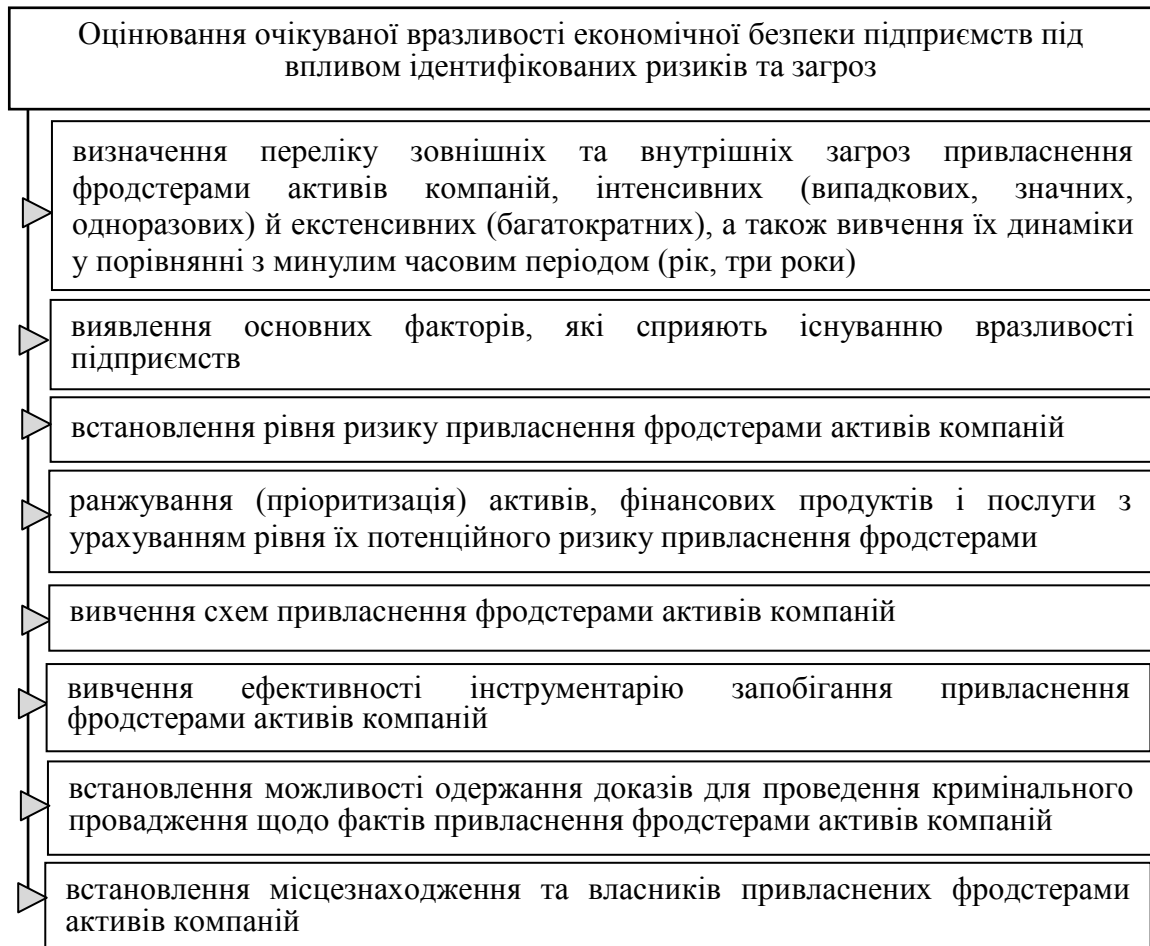 Оцінювання очікуваної вразливості економічної безпеки підприємств під
впливом ідентифікованих ризиків та загроз
визначення переліку зовнішніх та внутрішніх загроз привласнення
фродстерами активів компаній, інтенсивних (випадкових, значних,
одноразових) й екстенсивних (багатократних), а також вивчення їх динаміки
у порівнянні з минулим часовим періодом (рік, три роки)
виявлення основних факторів, які сприяють існуванню вразливості
підприємств
встановлення рівня ризику привласнення фродстерами активів компаній
ранжування (пріоритизація) активів, фінансових продуктів і послуги з
урахуванням рівня їх потенційного ризику привласнення фродстерами
вивчення схем привласнення фродстерами активів компаній
вивчення ефективності інструментарію запобігання привласнення
фродстерами активів компаній
встановлення можливості одержання доказів для проведення кримінального
провадження щодо фактів привласнення фродстерами активів компаній
встановлення місцезнаходження та власників привласнених фродстерами
активів компаній